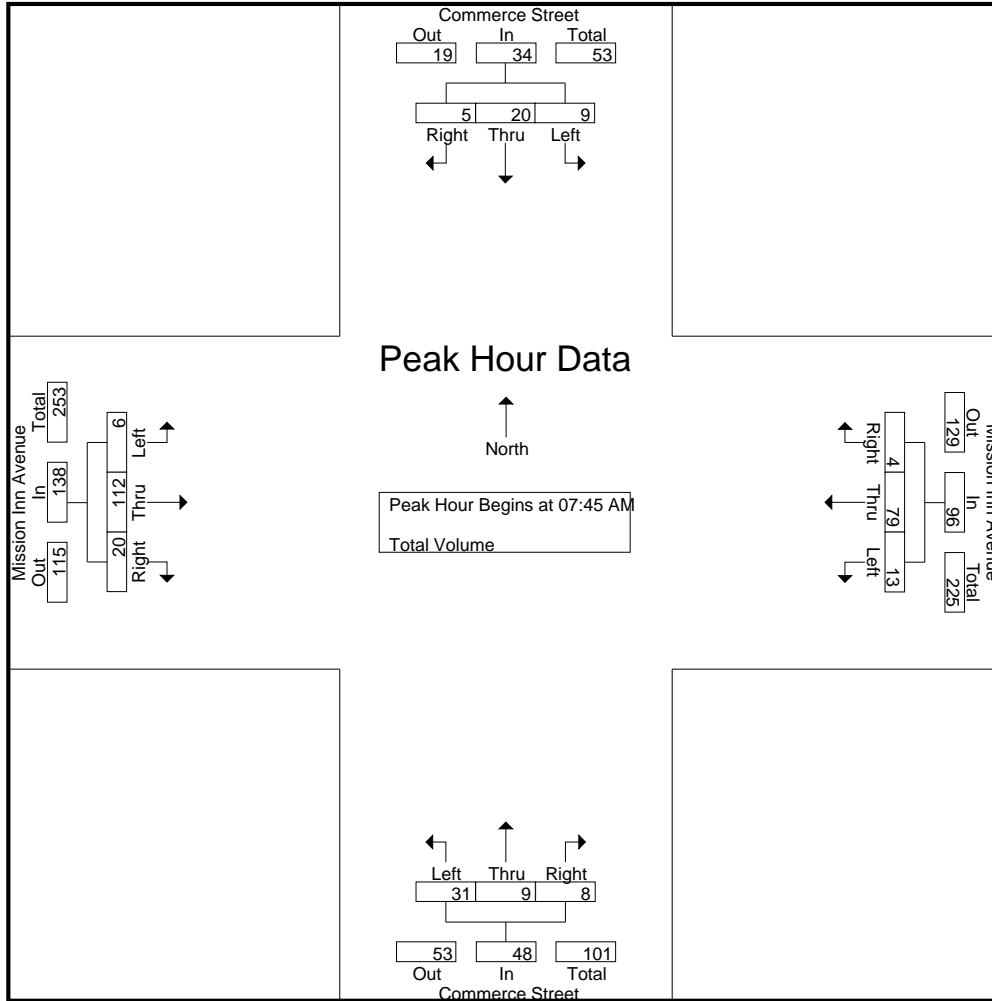 Commerce Street
Out In Total
19 34 53
5 20 9
Right Thru Left
Peak Hour Data
North
Peak Hour Begins at 07:45 AM
Total Volume
Mission Inn Avenue
Out In Total
115 138 253
20 112 6
Right Thru Left
Mission Inn Avenue
Out In Total
129 96 225
4 79 13
Right Thru Left
Left Thru Right
31 9 8
53 48 101
Out In Total
Commerce Street